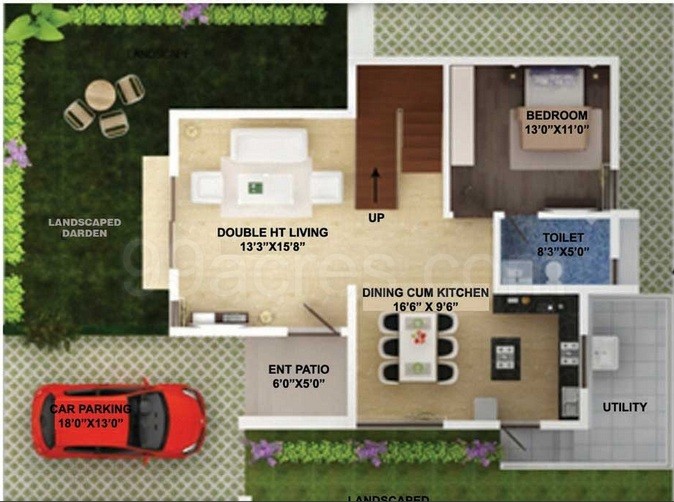 LANDSCAPE
BEDROOM
13'0"X11'0"
LANDSCAPED
DARDEN
UP
DOUBLE HT LIVING
13'3"X15'8"
TOILET
8'3"X5'0"
99acres.com
DINING CUM KITCHEN
16'6" X 9'6"
ENT PATIO
6'0"X5'0"
CAR PARKING
18'0"X13'0"
UTILITY
LANDSCAPED